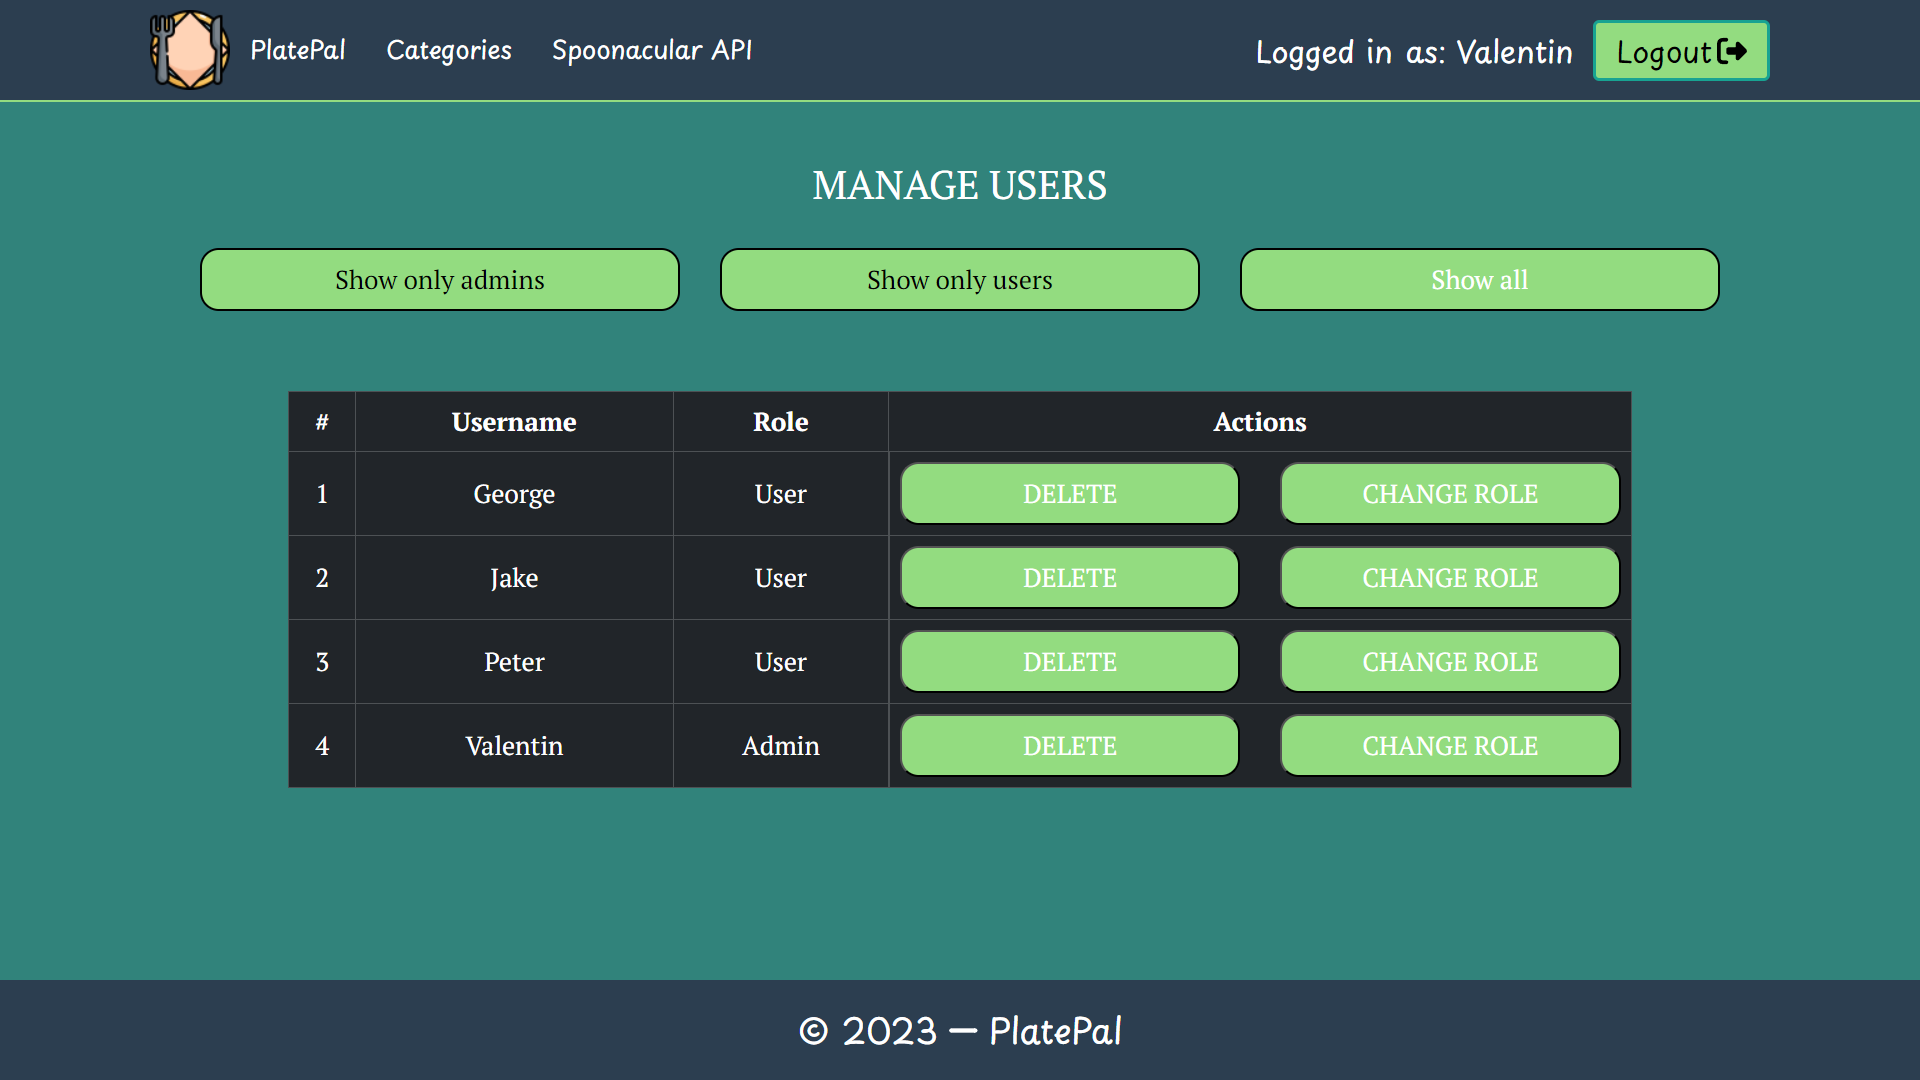 PlatePal Categories Spoonacular API Logged in as: Valentin Logout
MANAGE USERS
Show only admins Show only users Show all
# Username Role Actions
1 George User DELETE CHANGE ROLE
2 Jake User DELETE CHANGE ROLE
3 Peter User DELETE CHANGE ROLE
4 Valentin Admin DELETE CHANGE ROLE
© 2023 — PlatePal